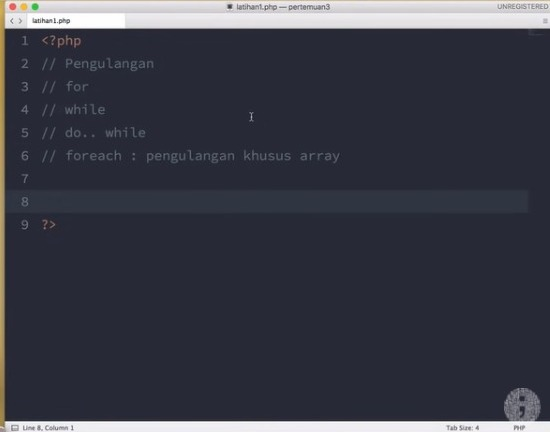 latihan1.php — pertemuan3
UNREGISTERED
latihan1.php
1 <?php
2 // Pengulangan
3 // for
4 // while
5 // do.. while
6 // foreach : pengulangan khusus array
7
8
9 ?>
Line 8, Column 1
Tab Size: 4
PHP